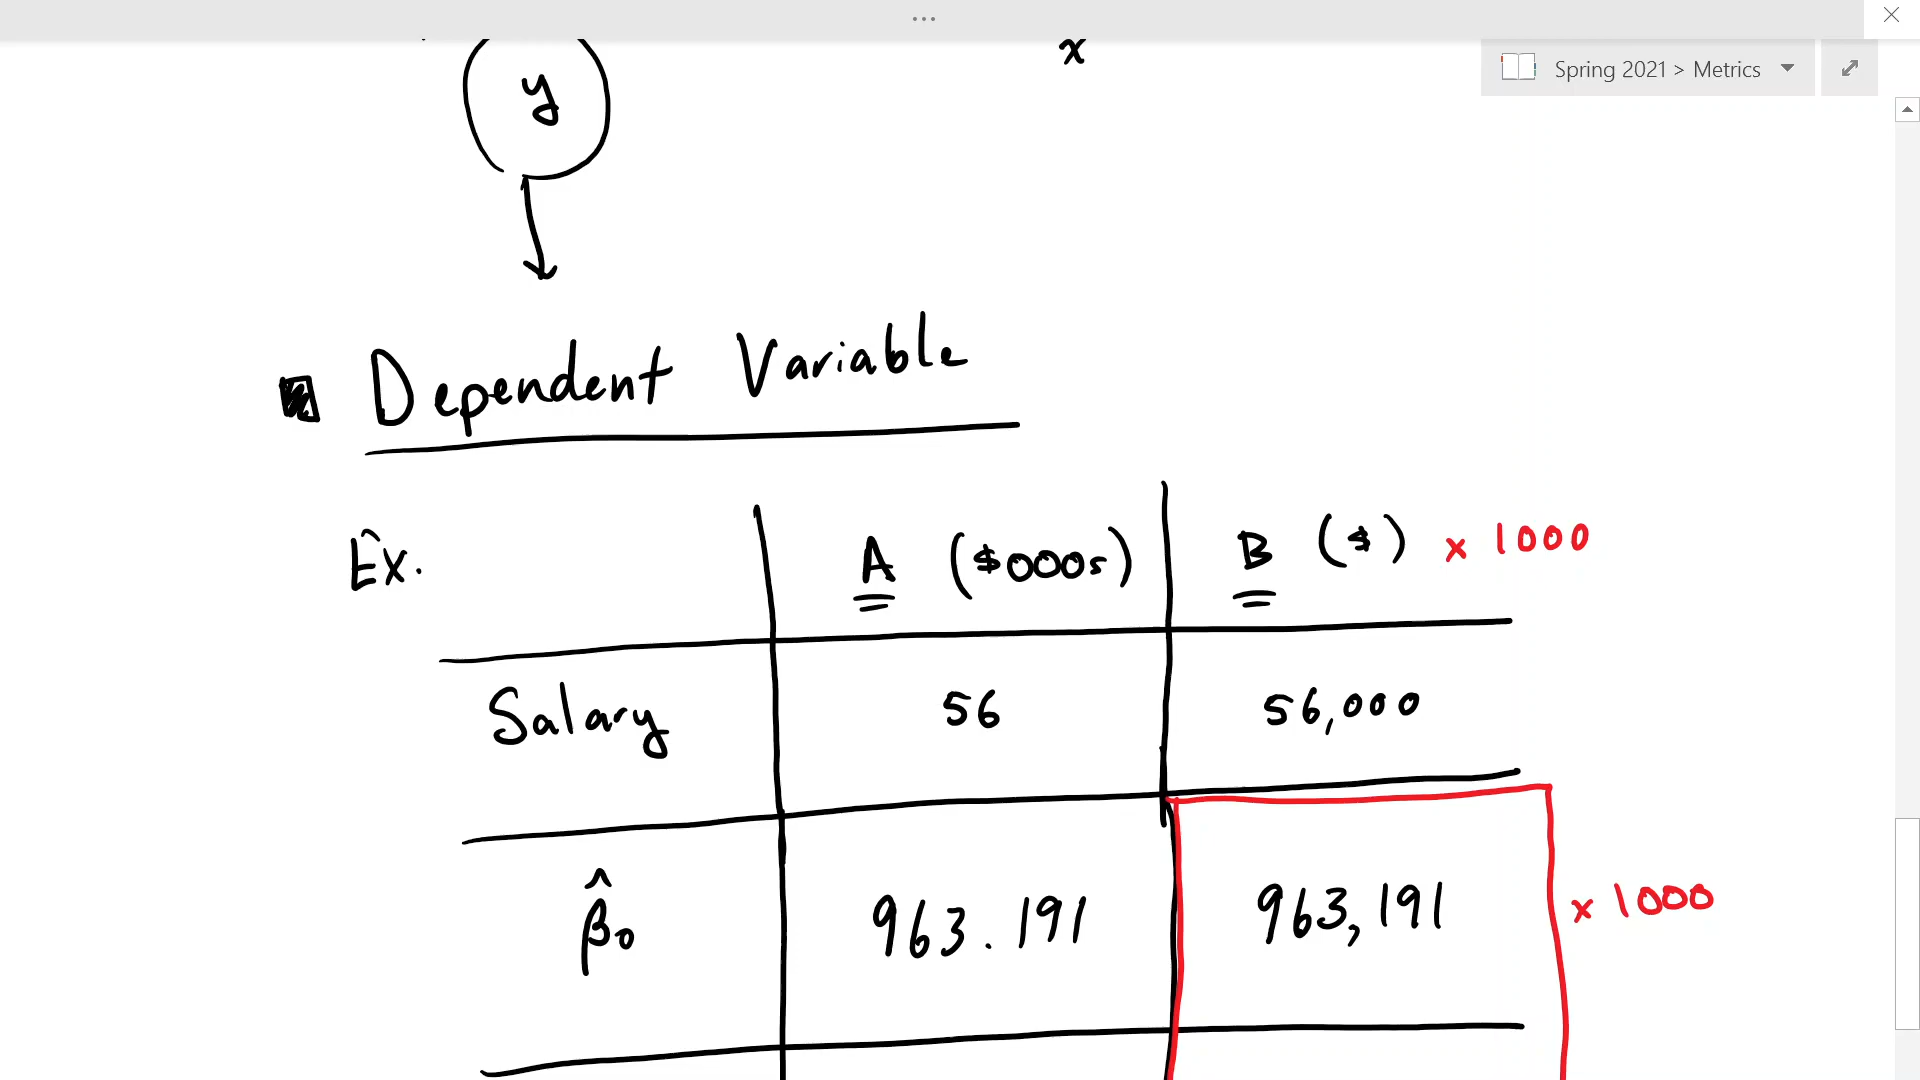 ...
y x
Spring 2021 > Metrics
Dependent Variable
Ex. A ($000s) B ($) x 1000
Salary 56 56,000
β̂₀ 963.191 963,191 x 1000